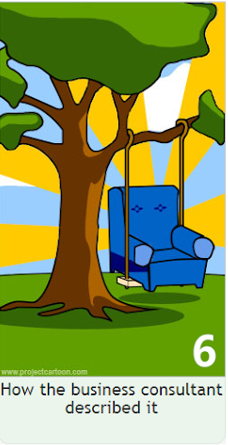 6
www.projectcartoon.com
How the business consultant
described it